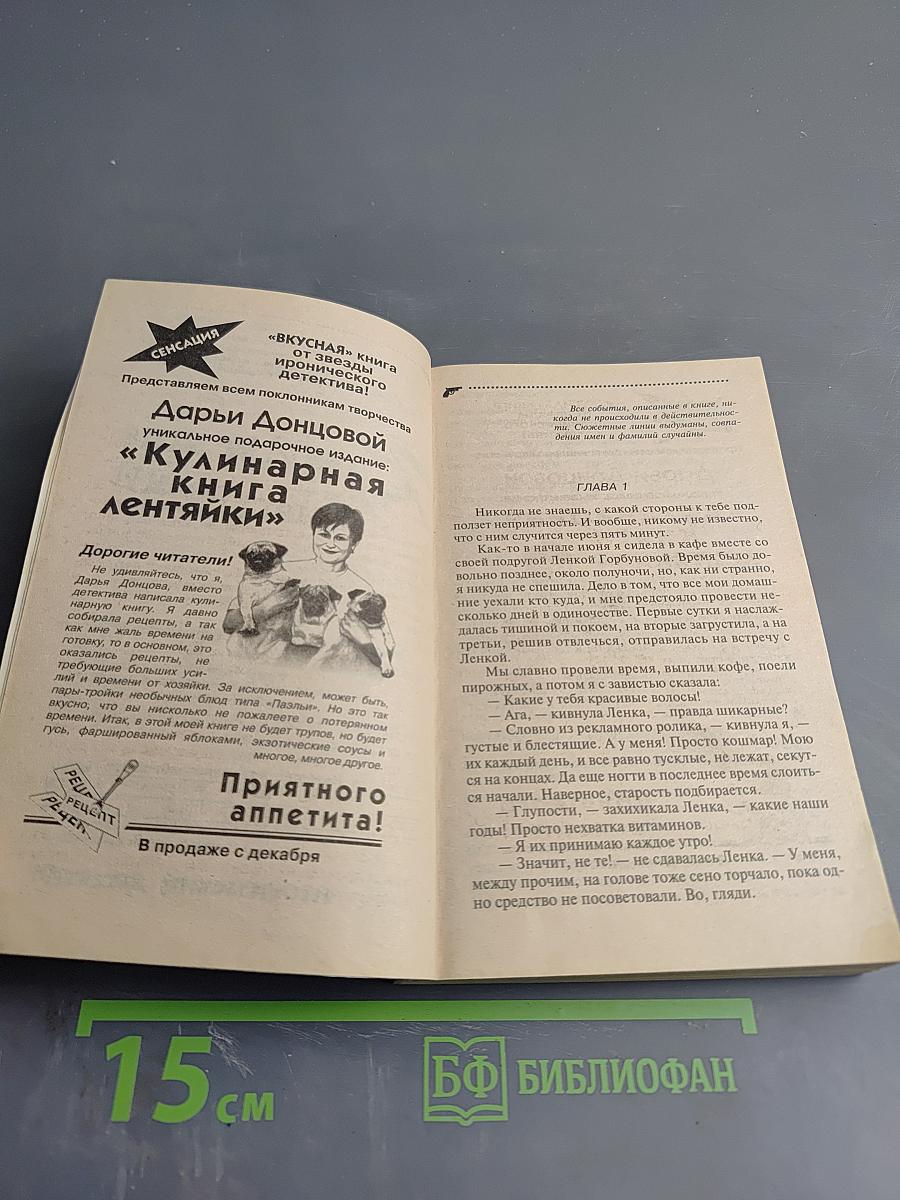 СЕНСАЦИЯ
«ВКУСНАЯ» книга
от звезды
иронического
детектива!
Представляем всем поклонникам творчества
Дарьи Донцовой
уникальное подарочное издание:
«Кулинарная
книга
лентяйки»
Дорогие читатели!
Не удивляйтесь, что я,
Дарья Донцова, вместо
детектива написала кули-
нарную книгу. Я давно
собирала рецепты, а так
как мне жаль времени на
готовку, то в основном, это
оказались рецепты, не
требующие больших уси-
лий и времени от хозяйки. За исключением, может быть,
пары-тройки необычных блюд типа «Паэльи». Но это так
вкусно, что вы нисколько не пожалеете о потерянном
времени. Итак, в этой моей книге не будет трупов, но будет
гусь, фаршированный яблоками, экзотические соусы и
многое, многое другое.
РЕЦЕПТ
Приятного
аппетита!
В продаже с декабря
Все события, описанные в книге, ни-
когда не происходили в действительнос-
ти. Сюжетные линии выдуманы, совпа-
дения имен и фамилий случайны.
ГЛАВА 1
Никогда не знаешь, с какой стороны к тебе под-
ползет неприятность. И вообще, никому не известно,
что с ним случится через пять минут.
Как-то в начале июня я сидела в кафе вместе со
своей подругой Ленкой Горбуновой. Время было до-
вольно позднее, около полуночи, но, как ни странно,
я никуда не спешила. Дело в том, что все мои домаш-
ние уехали кто куда, и мне предстояло провести не-
сколько дней в одиночестве. Первые сутки я наслаж-
далась тишиной и покоем, на вторые загрустила, а на
третьи, решив отвлечься, отправилась на встречу с
Ленкой.
Мы славно провели время, выпили кофе, поели
пирожных, а потом я с завистью сказала:
— Какие у тебя красивые волосы!
— Ага, — кивнула Ленка, — правда шикарные?
— Словно из рекламного ролика, — кивнула я, —
густые и блестящие. А у меня! Просто кошмар! Мою
их каждый день, и все равно тусклые, не лежат, секут-
ся на концах. Да еще ногти в последнее время слоить-
ся начали. Наверное, старость подбирается.
— Глупости, — захихикала Ленка, — какие наши
годы! Просто нехватка витаминов.
— Я их принимаю каждое утро!
— Значит, не те! — не сдавалась Ленка. — У меня,
между прочим, на голове тоже сено торчало, пока од-
но средство не посоветовали. Во, гляди.
15 см
БФ БИБЛИОФАН